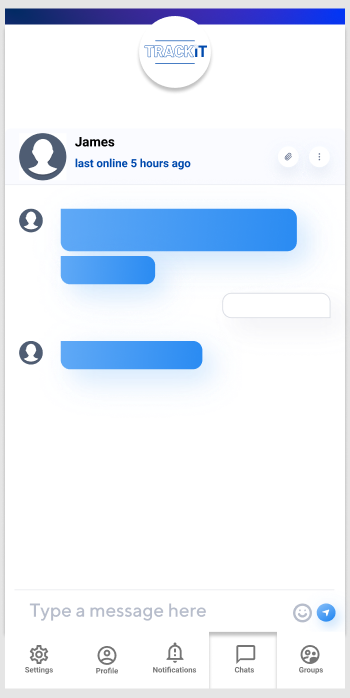 TRACKiT
James
last online 5 hours ago
Type a message here
Settings
Profile
Notifications
Chats
Groups